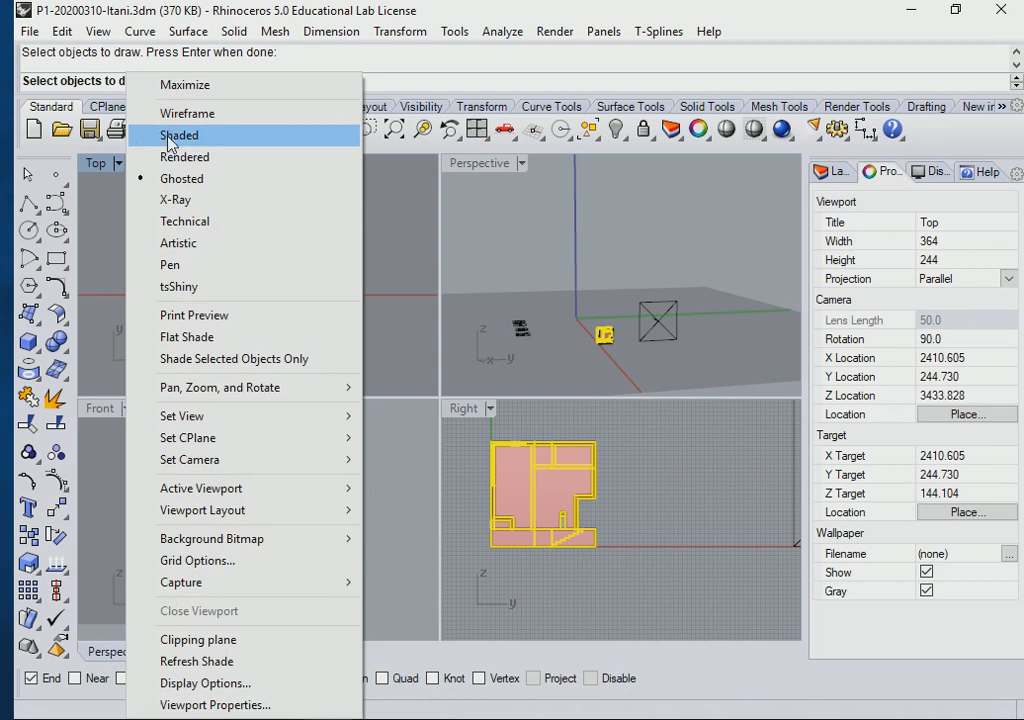 P1-20200310-Itani.3dm (370 KB) - Rhinoceros 5.0 Educational Lab License
File Edit View Curve Surface Solid Mesh Dimension Transform Tools Analyze Render Panels T-Splines Help
Select objects to draw. Press Enter when done:
Select objects to d
Standard CPlane ayout Visibility Transform Curve Tools Surface Tools Solid Tools Mesh Tools Render Tools Drafting New in »
Maximize
Wireframe
Shaded
Rendered
Ghosted
X-Ray
Technical
Artistic
Pen
tsShiny
Print Preview
Flat Shade
Shade Selected Objects Only
Pan, Zoom, and Rotate
Set View
Set CPlane
Set Camera
Active Viewport
Viewport Layout
Background Bitmap
Grid Options...
Capture
Close Viewport
Clipping plane
Refresh Shade
Display Options...
Viewport Properties...
Top
y
Perspective
z
x y
Front
z
Right
z
y
Perspec
La... Pro... Dis... Help
Viewport
Title Top
Width 364
Height 244
Projection Parallel
Camera
Lens Length 50.0
Rotation 90.0
X Location 2410.605
Y Location 244.730
Z Location 3433.828
Location Place...
Target
X Target 2410.605
Y Target 244.730
Z Target 144.104
Location Place...
Wallpaper
Filename (none) ...
Show
Gray
End Near n Quad Knot Vertex Project Disable